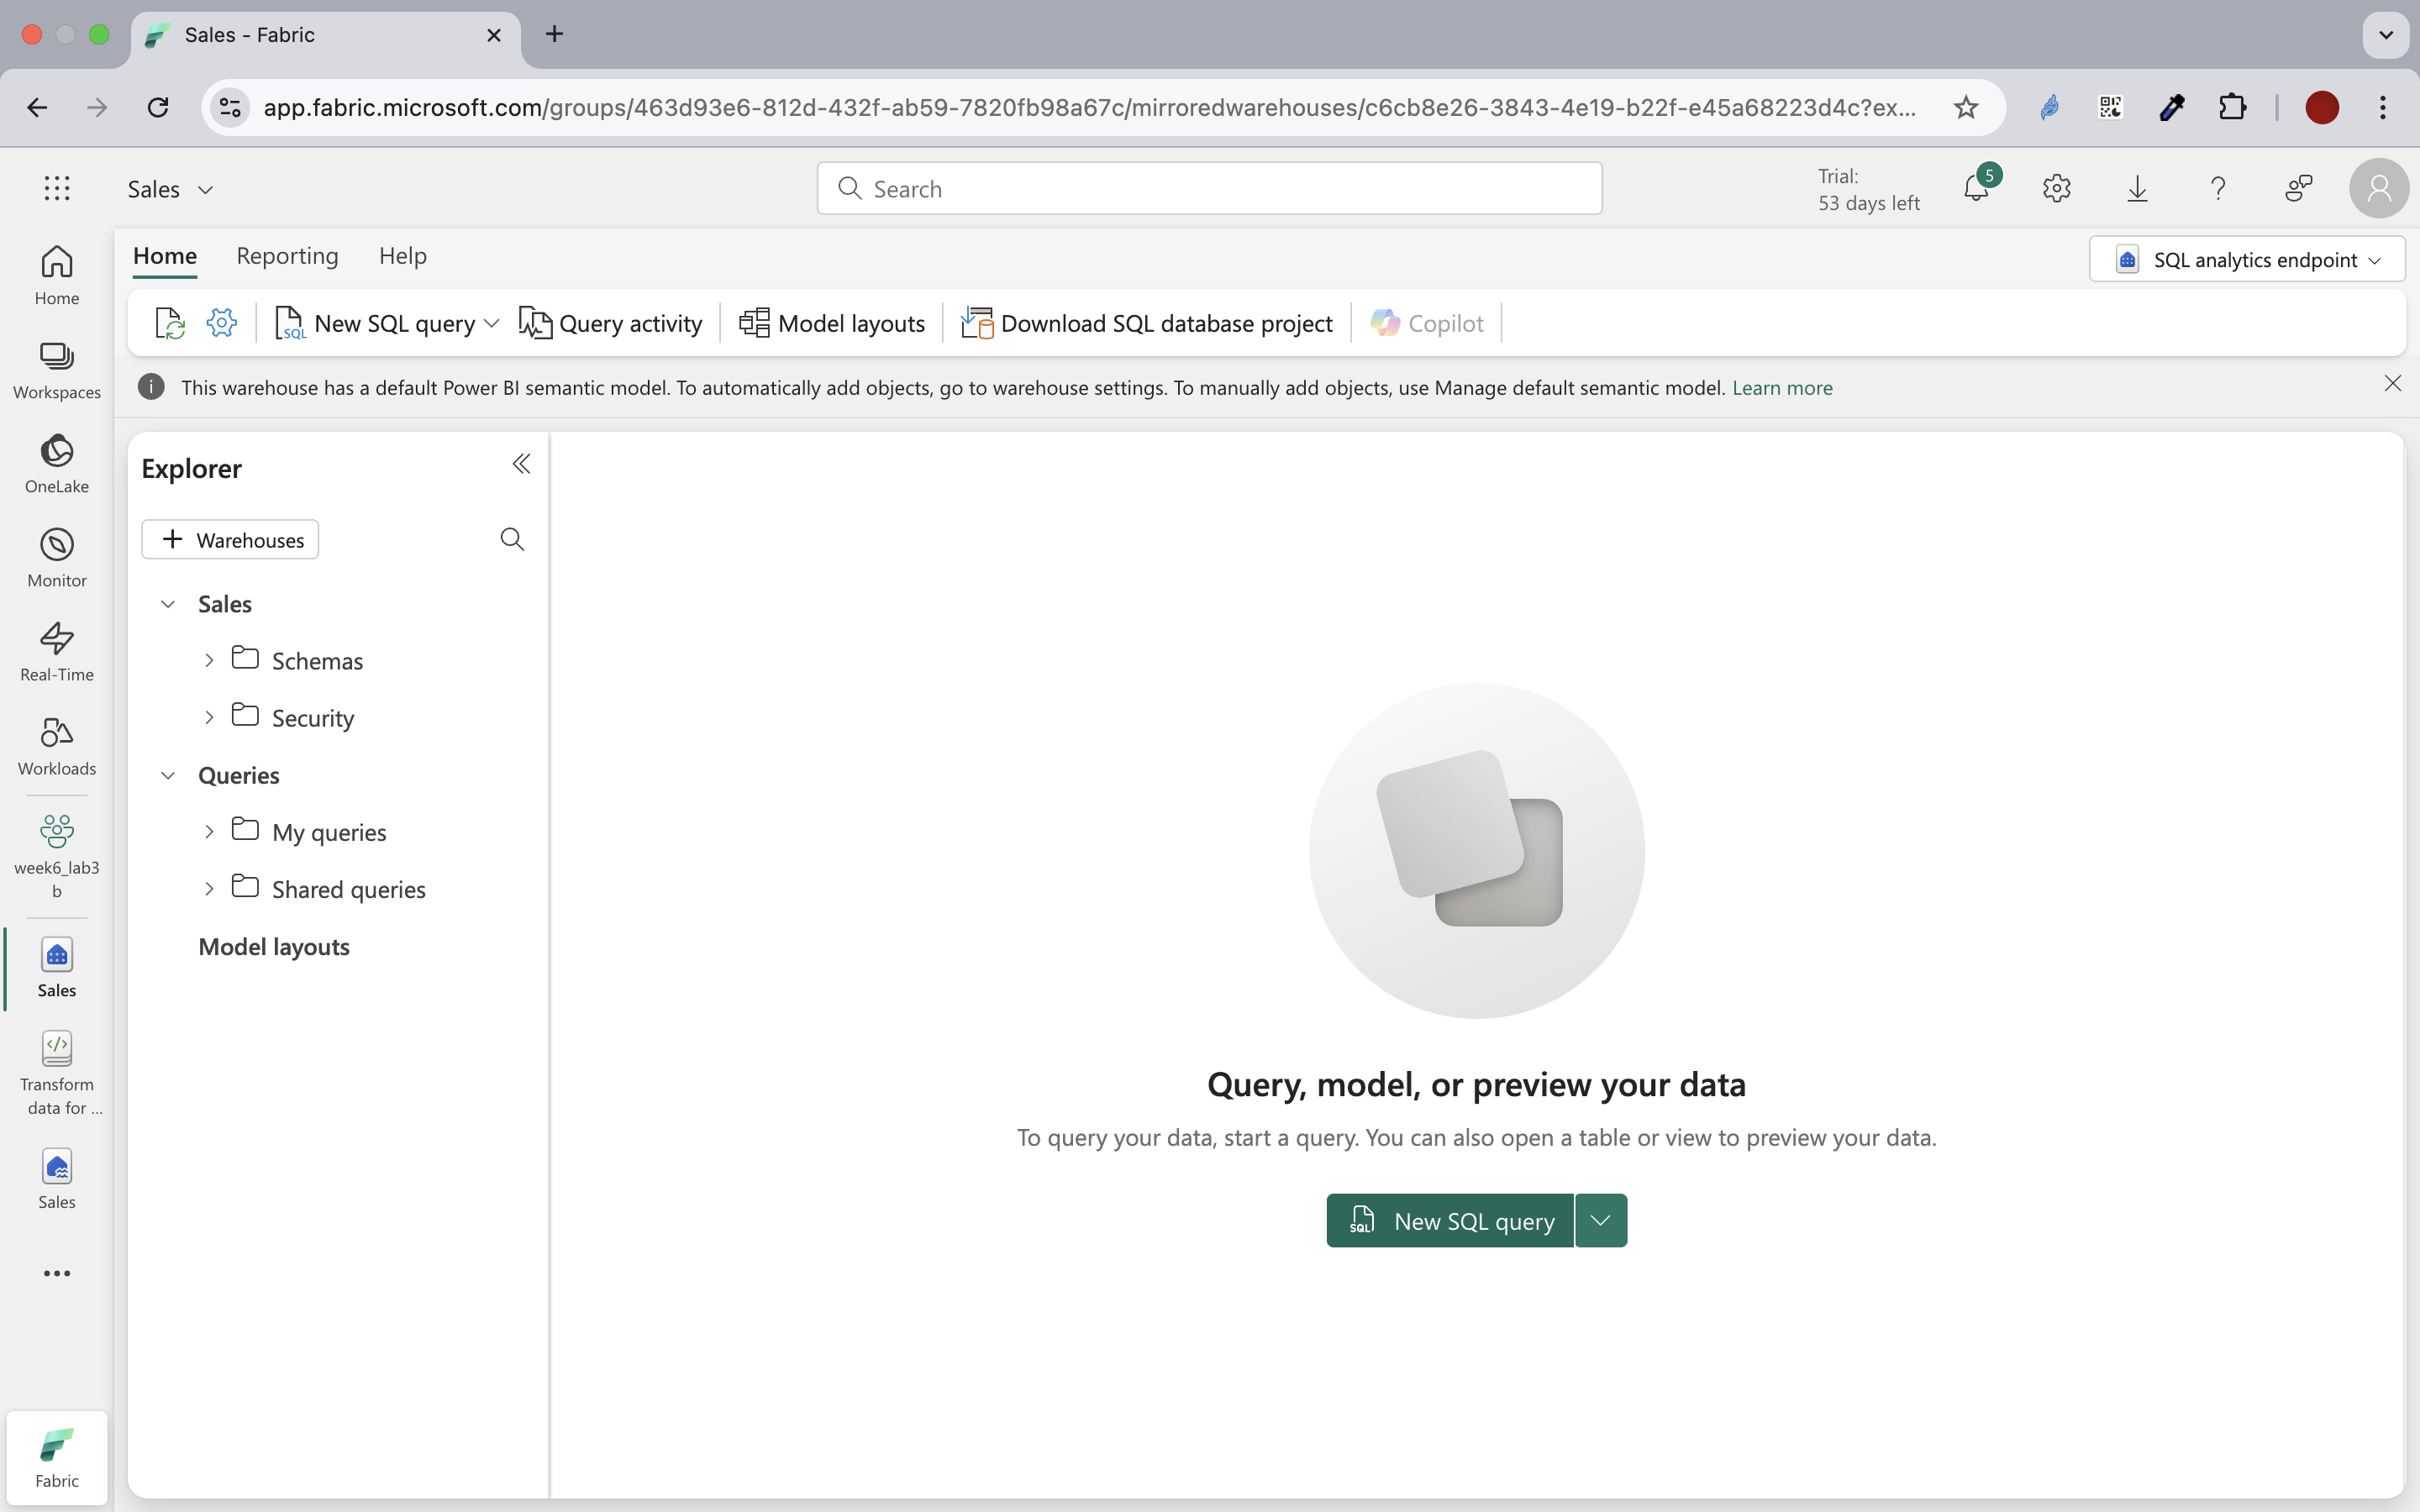 Sales - Fabric
app.fabric.microsoft.com/groups/463d93e6-812d-432f-ab59-7820fb98a67c/mirroredwarehouses/c6cb8e26-3843-4e19-b22f-e45a68223d4c?ex...
Sales
Search
Trial:
53 days left
5
Home
Workspaces
OneLake
Monitor
Real-Time
Workloads
week6_lab3
b
Sales
Transform
data for ...
Sales
Fabric
Home Reporting Help
SQL analytics endpoint
New SQL query Query activity Model layouts Download SQL database project Copilot
This warehouse has a default Power BI semantic model. To automatically add objects, go to warehouse settings. To manually add objects, use Manage default semantic model. Learn more
Explorer
+ Warehouses
Sales
Schemas
Security
Queries
My queries
Shared queries
Model layouts
Query, model, or preview your data
To query your data, start a query. You can also open a table or view to preview your data.
SQL New SQL query